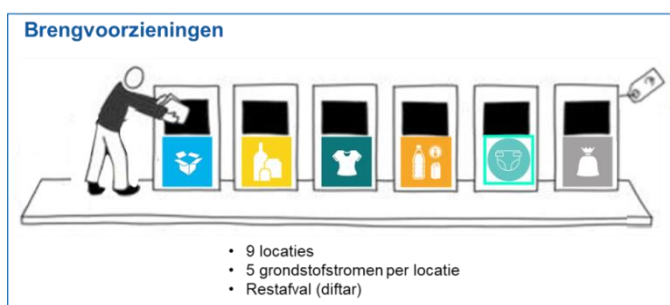 Brengvoorzieningen
• 9 locaties
• 5 grondstofstromen per locatie
• Restafval (diftar)